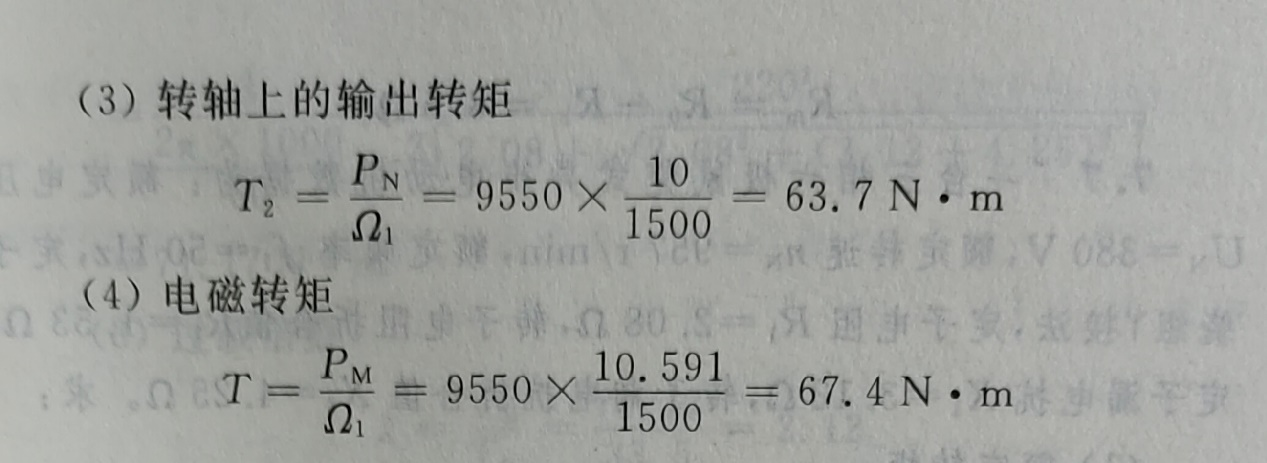 (3) 转轴上的输出转矩
T₂ = P_N/Ω₁ = 9550 × 10/1500 = 63.7 N·m
(4) 电磁转矩
T = P_M/Ω₁ = 9550 × 10.591/1500 = 67.4 N·m